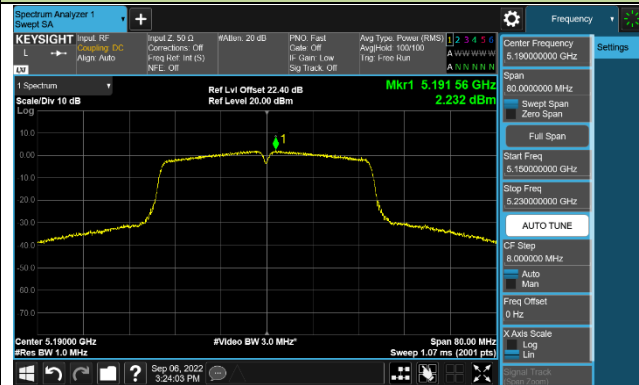 Spectrum Analyzer 1
Swept SA
+
Frequency
KEYSIGHT
L
Input: RF
Coupling: DC
Align: Auto
Input Z: 50 Ω
Corrections: Off
Freq Ref: Int (S)
NFE: Off
#Atten: 20 dB
PNO: Fast
Gate: Off
IF Gain: Low
Sig Track: Off
Avg Type: Power (RMS)
Avg|Hold: 100/100
Trig: Free Run
1 2 3 4 5 6
A W W W W W
A N N N N N
1 Spectrum
Scale/Div 10 dB
Log
Ref Lvl Offset 22.40 dB
Ref Level 20.00 dBm
Mkr1 5.191 56 GHz
2.232 dBm
1
10.0
0.00
-10.0
-20.0
-30.0
-40.0
-50.0
-60.0
-70.0
Center 5.19000 GHz
#Res BW 1.0 MHz
#Video BW 3.0 MHz*
Span 80.00 MHz
Sweep 1.07 ms (2001 pts)
Center Frequency
5.190000000 GHz
Settings
Span
80.0000000 MHz
Swept Span
Zero Span
Full Span
Start Freq
5.150000000 GHz
Stop Freq
5.230000000 GHz
AUTO TUNE
CF Step
8.000000 MHz
Auto
Man
Freq Offset
0 Hz
X Axis Scale
Log
Lin
Signal Track
(Span Zoom)
?
Sep 06, 2022
3:24:03 PM